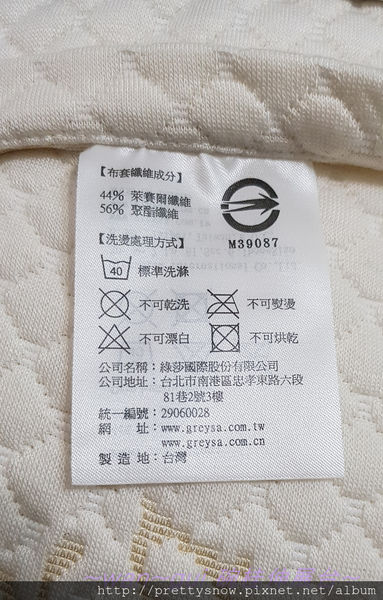 【布套纖維成分】
44% 萊賽爾纖維
56% 聚酯纖維
M39087
【洗燙處理方式】
40 標準洗滌
不可乾洗 不可熨燙
不可漂白 不可烘乾
公司名稱：綠莎國際股份有限公司
公司地址：台北市南港區忠孝東路六段
81巷2號3樓
統一編號：29060028
網　　址：www.greysa.com.tw
www.greysa.com.cn
製 造 地：台灣
http://prettysnow.pixnet.net/album